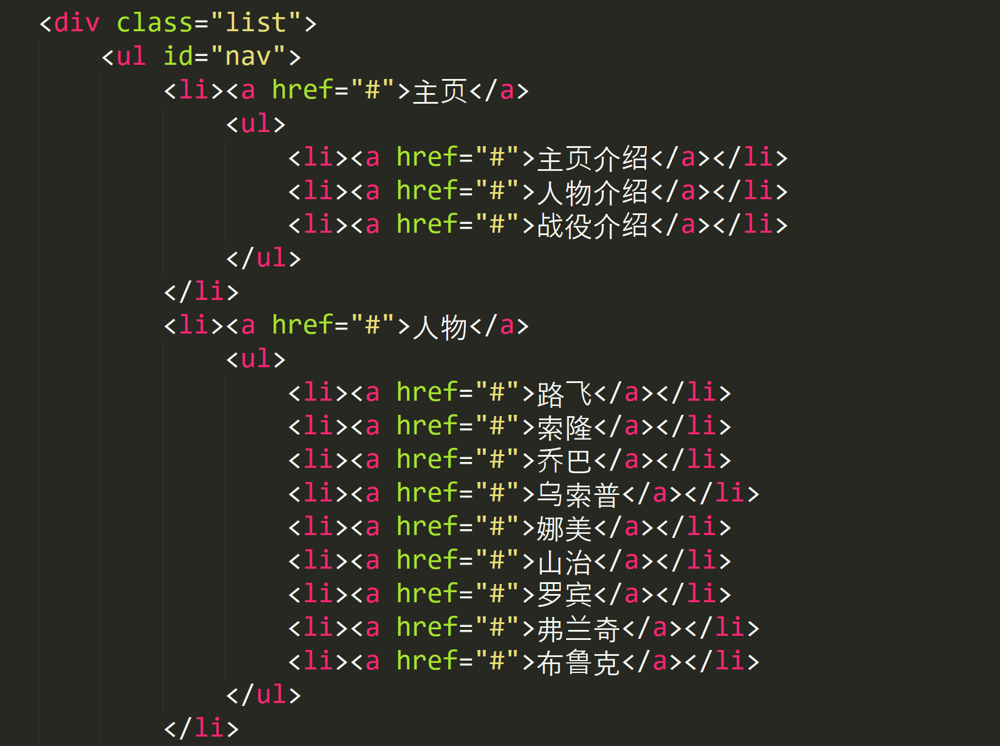 <div class="list">
<ul id="nav">
<li><a href="#">主页</a>
<ul>
<li><a href="#">主页介绍</a></li>
<li><a href="#">人物介绍</a></li>
<li><a href="#">战役介绍</a></li>
</ul>
</li>
<li><a href="#">人物</a>
<ul>
<li><a href="#">路飞</a></li>
<li><a href="#">索隆</a></li>
<li><a href="#">乔巴</a></li>
<li><a href="#">乌索普</a></li>
<li><a href="#">娜美</a></li>
<li><a href="#">山治</a></li>
<li><a href="#">罗宾</a></li>
<li><a href="#">弗兰奇</a></li>
<li><a href="#">布鲁克</a></li>
</ul>
</li>